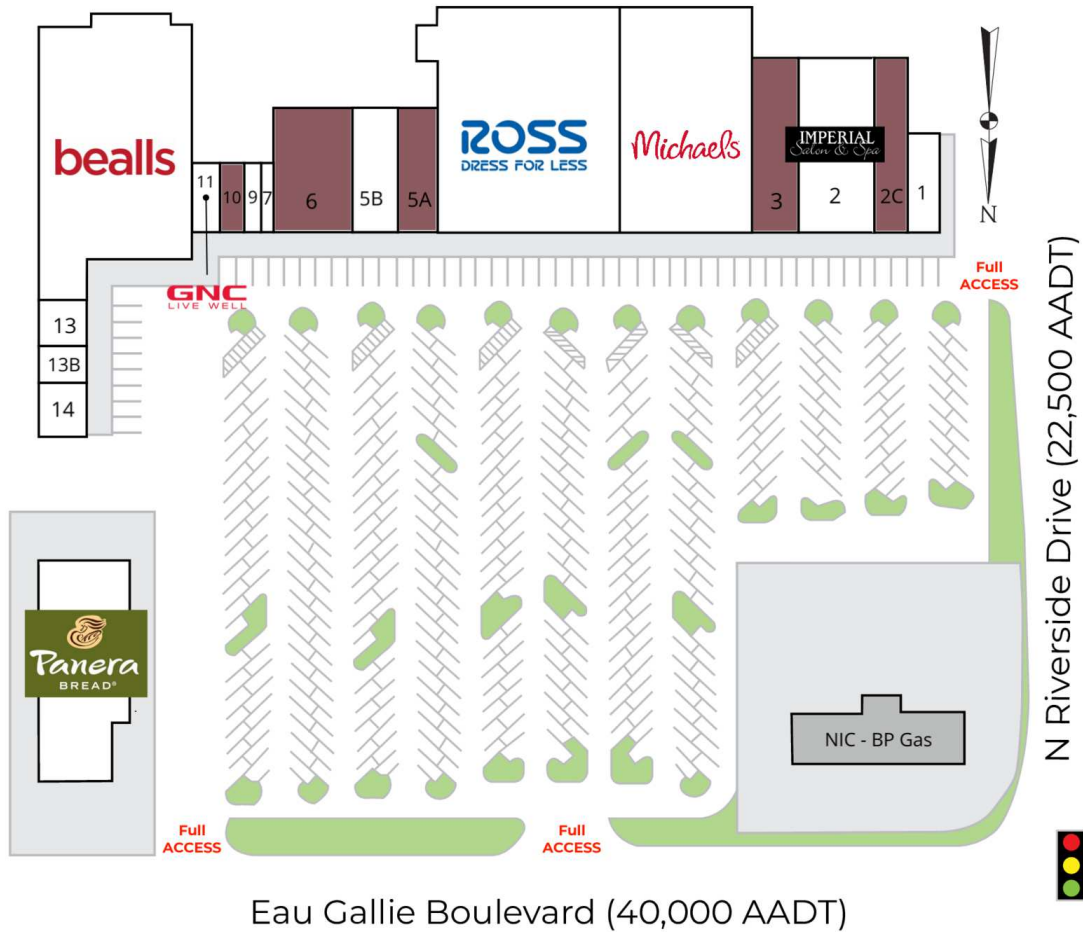 bealls
ROSS
DRESS FOR LESS
Michaels
IMPERIAL
Salon & Spa
11
10
9
7
6
5B
5A
3
2
2C
1
N
GNC
LIVE WELL
Full
ACCESS
13
13B
14
N Riverside Drive (22,500 AADT)
Panera
BREAD®
NIC - BP Gas
Full
ACCESS
Full
ACCESS
Eau Gallie Boulevard (40,000 AADT)